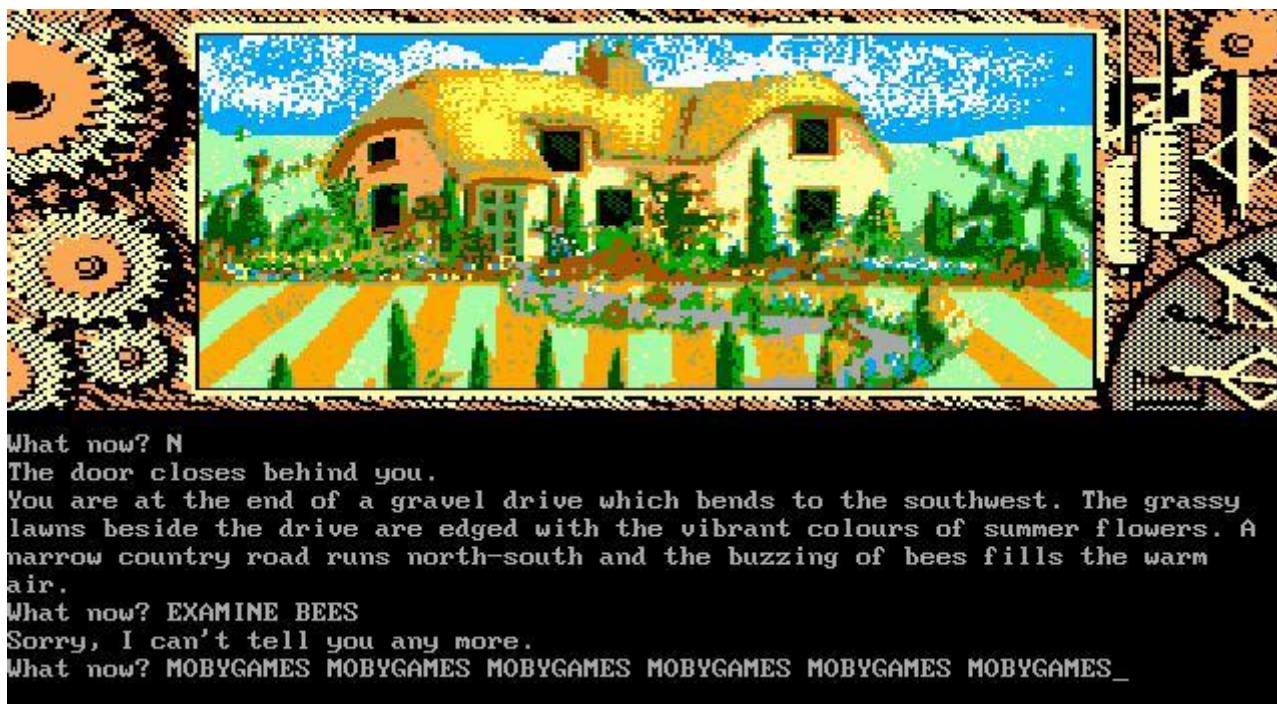 What now? N
The door closes behind you.
You are at the end of a gravel drive which bends to the southwest. The grassy
lawns beside the drive are edged with the vibrant colours of summer flowers. A
narrow country road runs north-south and the buzzing of bees fills the warm
air.
What now? EXAMINE BEES
Sorry, I can't tell you any more.
What now? MOBYGAMES MOBYGAMES MOBYGAMES MOBYGAMES MOBYGAMES MOBYGAMES_